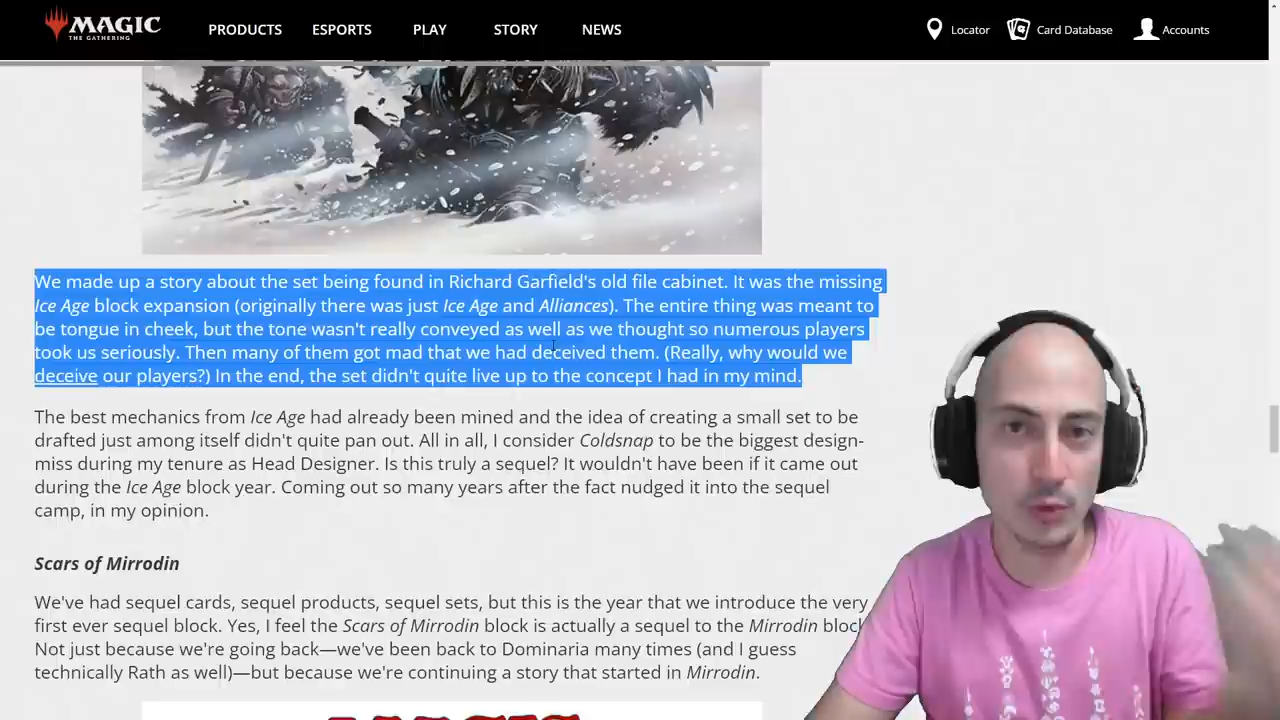 MAGIC
THE GATHERING
PRODUCTS ESPORTS PLAY STORY NEWS
Locator Card Database Accounts
We made up a story about the set being found in Richard Garfield's old file cabinet. It was the missing
Ice Age block expansion (originally there was just Ice Age and Alliances). The entire thing was meant to
be tongue in cheek, but the tone wasn't really conveyed as well as we thought so numerous players
took us seriously. Then many of them got mad that we had deceived them. (Really, why would we
deceive our players?) In the end, the set didn't quite live up to the concept I had in my mind.
The best mechanics from Ice Age had already been mined and the idea of creating a small set to be
drafted just among itself didn't quite pan out. All in all, I consider Coldsnap to be the biggest design-
miss during my tenure as Head Designer. Is this truly a sequel? It wouldn't have been if it came out
during the Ice Age block year. Coming out so many years after the fact nudged it into the sequel
camp, in my opinion.
Scars of Mirrodin
We've had sequel cards, sequel products, sequel sets, but this is the year that we introduce the very
first ever sequel block. Yes, I feel the Scars of Mirrodin block is actually a sequel to the Mirrodin block.
Not just because we're going back—we've been back to Dominaria many times (and I guess
technically Rath as well)—but because we're continuing a story that started in Mirrodin.